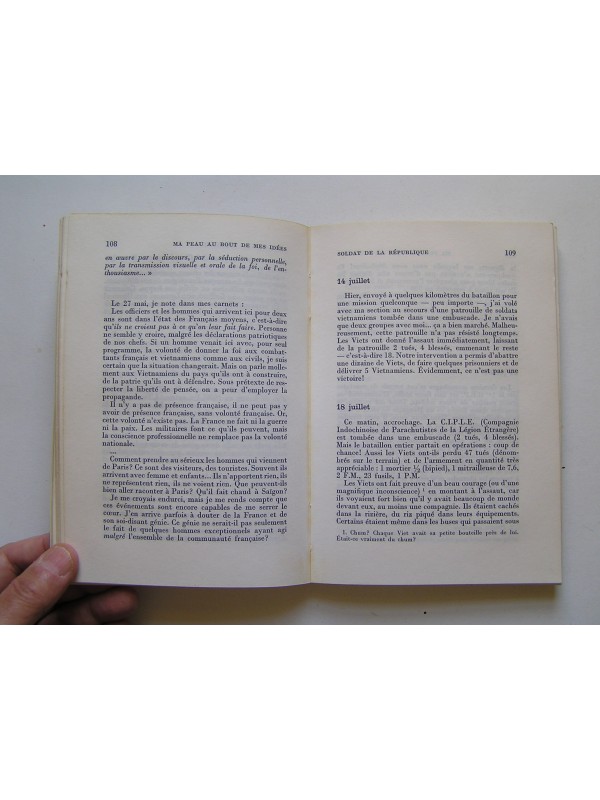 108 MA PEAU AU BOUT DE MES IDÉES
en œuvre par le discours, par la séduction personnelle,
par la transmission visuelle et orale de la foi, de l'en-
thousiasme... »
Le 27 mai, je note dans mes carnets :
Les officiers et les hommes qui arrivent ici pour deux
ans sont dans l'état des Français moyens, c'est-à-dire
qu'ils ne croient pas à ce qu'on leur fait faire. Personne
ne semble y croire, malgré les déclarations patriotiques
de nos chefs. Si un homme venait ici avec, pour seul
programme, la volonté de donner la foi aux combat-
tants français et vietnamiens comme aux civils, je suis
certain que la situation changerait. Mais on parle molle-
ment aux Vietnamiens du pays qu'ils ont à construire,
de la patrie qu'ils ont à défendre. Sous prétexte de res-
pecter la liberté de pensée, on a peur d'employer la
propagande.
Il n'y a pas de présence française, il ne peut pas y
avoir de présence française, sans volonté française. Or,
cette volonté n'existe pas. La France ne fait ni la guerre
ni la paix. Les militaires font ce qu'ils peuvent, mais
la conscience professionnelle ne remplace pas la volonté
nationale.
...
Comment prendre au sérieux les hommes qui viennent
de Paris? Ce sont des visiteurs, des touristes. Souvent ils
arrivent avec femme et enfants... Ils n'apportent rien, ils
ne représentent rien, ils ne voient rien. Que peuvent-ils
bien aller raconter à Paris? Qu'il fait chaud à Saïgon?
Je me croyais endurci, mais je me rends compte que
ces événements sont encore capables de me serrer le
cœur. J'en arrive parfois à douter de la France et de
son soi-disant génie. Ce génie ne serait-il pas seulement
le fait de quelques hommes exceptionnels ayant agi
malgré l'ensemble de la communauté française?
SOLDAT DE LA RÉPUBLIQUE 109
14 juillet
Hier, envoyé à quelques kilomètres du bataillon pour
une mission quelconque — peu importe —, j'ai volé
avec ma section au secours d'une patrouille de soldats
vietnamiens tombée dans une embuscade. Je n'avais
que deux groupes avec moi... ça a bien marché. Malheu-
reusement, cette patrouille n'a pas résisté longtemps.
Les Viets ont donné l'assaut immédiatement, laissant
de la patrouille 2 tués, 4 blessés, emmenant le reste
— c'est-à-dire 18. Notre intervention a permis d'abattre
une dizaine de Viets, de faire quelques prisonniers et
délivrer 5 Vietnamiens. Évidemment, ce n'est pas une
victoire!
18 juillet
Ce matin, accrochage. La C.I.P.L.E. (Compagnie
Indochinoise de Parachutistes de la Légion Étrangère)
est tombée dans une embuscade (2 tués, 4 blessés).
Mais le bataillon entier partait en opérations : coup de
chance! Aussi les Viets ont-ils perdu 47 tués (dénom-
brés sur le terrain) et de l'armement en quantité très
appréciable : 1 mortier ½ (bipied), 1 mitrailleuse de 7,6,
2 F.M., 23 fusils, 1 P.M.
Les Viets ont fait preuve d'un beau courage (ou d'une
magnifique inconscience) ¹ en montant à l'assaut, car
ils voyaient fort bien qu'il y avait beaucoup de monde
devant eux, au moins une compagnie. Ils étaient cachés
dans la rizière, du riz piqué dans leurs équipements.
Certains étaient même dans les buses qui passaient sous
1. Chum? Chaque Viet avait sa petite bouteille près de lui.
Était-ce vraiment du chum?